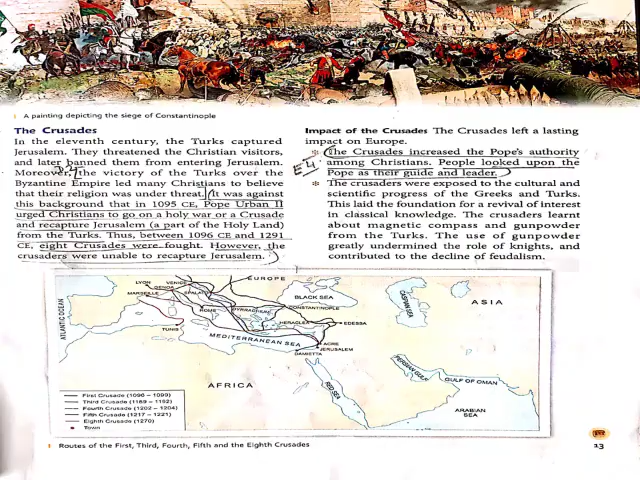 A painting depicting the siege of Constantinople
The Crusades
In the eleventh century, the Turks captured
Jerusalem. They threatened the Christian visitors,
and later banned them from entering Jerusalem.
Moreover, the victory of the Turks over the
Byzantine Empire led many Christians to believe
that their religion was under threat. It was against
this background that in 1095 CE, Pope Urban II
urged Christians to go on a holy war or a Crusade
and recapture Jerusalem (a part of the Holy Land)
from the Turks. Thus, between 1096 CE and 1291
CE, eight Crusades were fought. However, the
crusaders were unable to recapture Jerusalem.
Impact of the Crusades The Crusades left a lasting
impact on Europe.
The Crusades increased the Pope's authority
among Christians. People looked upon the
Pope as their guide and leader.
The crusaders were exposed to the cultural and
scientific progress of the Greeks and Turks.
This laid the foundation for a revival of interest
in classical knowledge. The crusaders learnt
about magnetic compass and gunpowder
from the Turks. The use of gunpowder
greatly undermined the role of knights, and
contributed to the decline of feudalism.
EUROPE
LYON
VENICE
GENOA
MARSEILLE
SPALATO
ROME
DYRRACHIUM
BLACK SEA
CONSTANTINOPLE
HERACLEA
EDESSA
CASPIAN SEA
ASIA
ATLANTIC OCEAN
TUNIS
MEDITERRANEAN SEA
ACRE
JERUSALEM
DAMIETTA
AFRICA
RED SEA
PERSIAN GULF
GULF OF OMAN
ARABIAN
SEA
First Crusade (1096 – 1099)
Third Crusade (1189 – 1192)
Fourth Crusade (1202 – 1204)
Fifth Crusade (1217 – 1221)
Eighth Crusade (1270)
Town
Routes of the First, Third, Fourth, Fifth and the Eighth Crusades
13